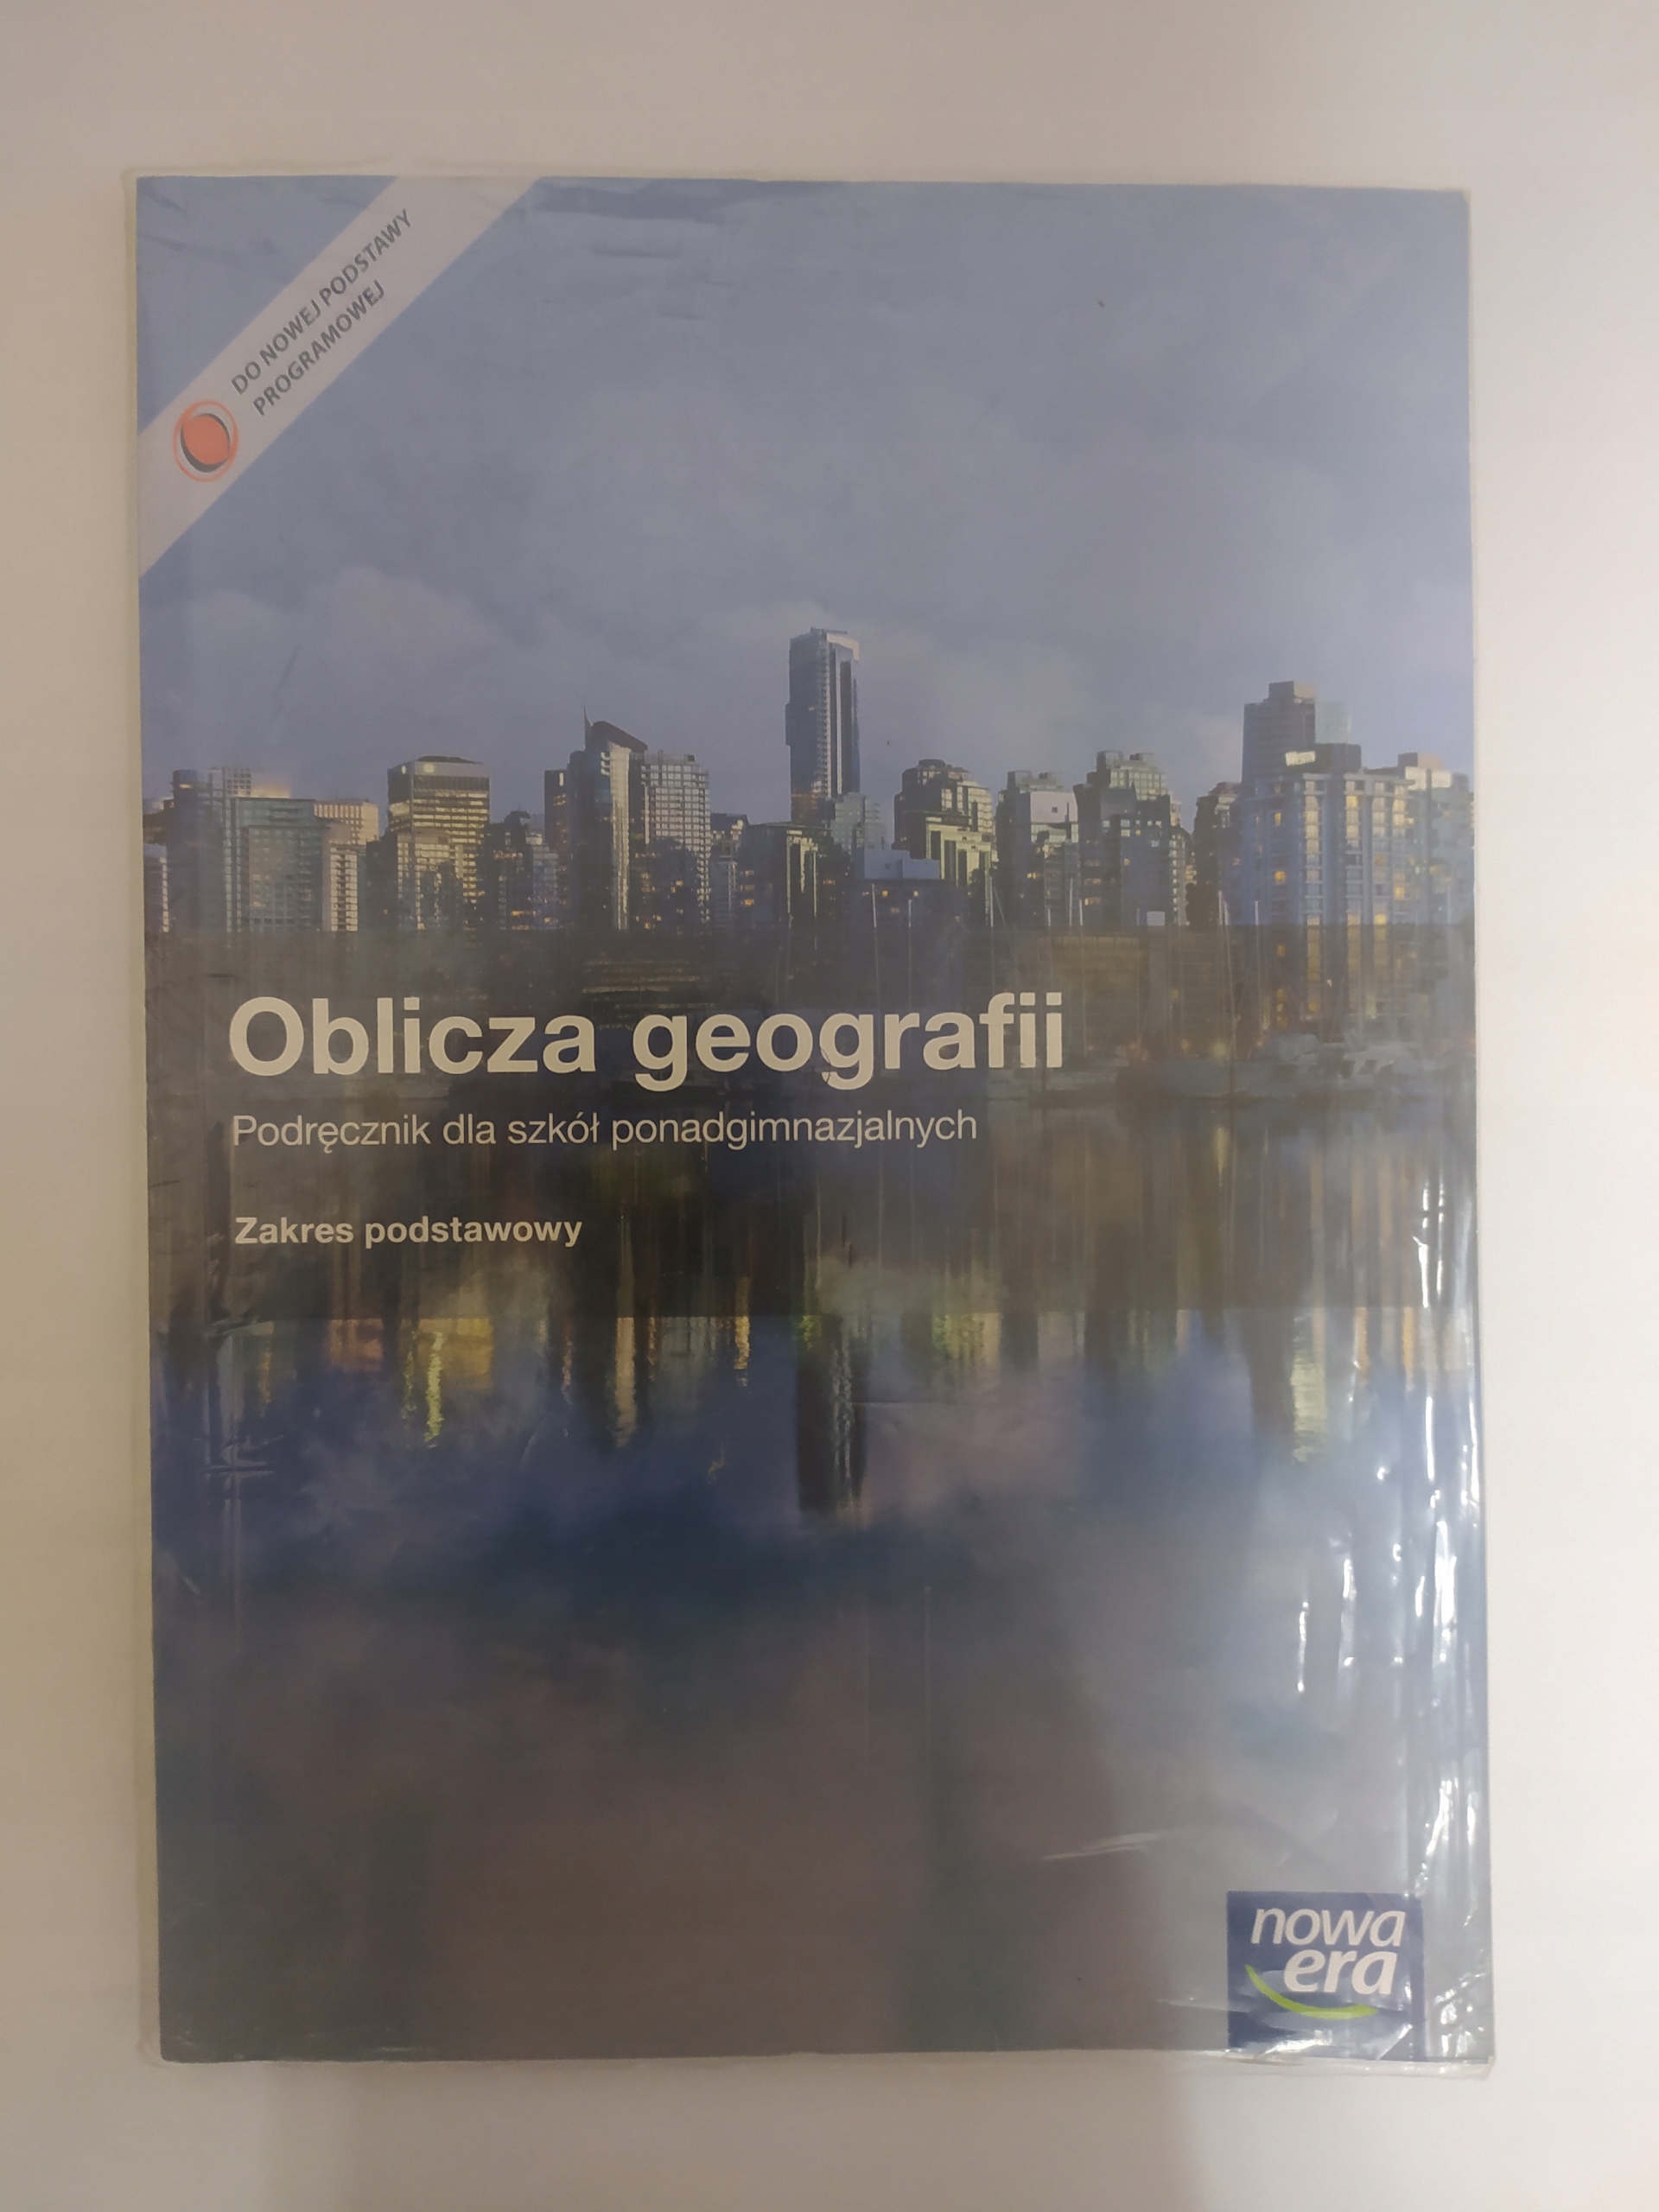 DO NOWEJ PODSTAWY
PROGRAMOWEJ
Oblicza geografii
Podręcznik dla szkół ponadgimnazjalnych
Zakres podstawowy
nowa
era